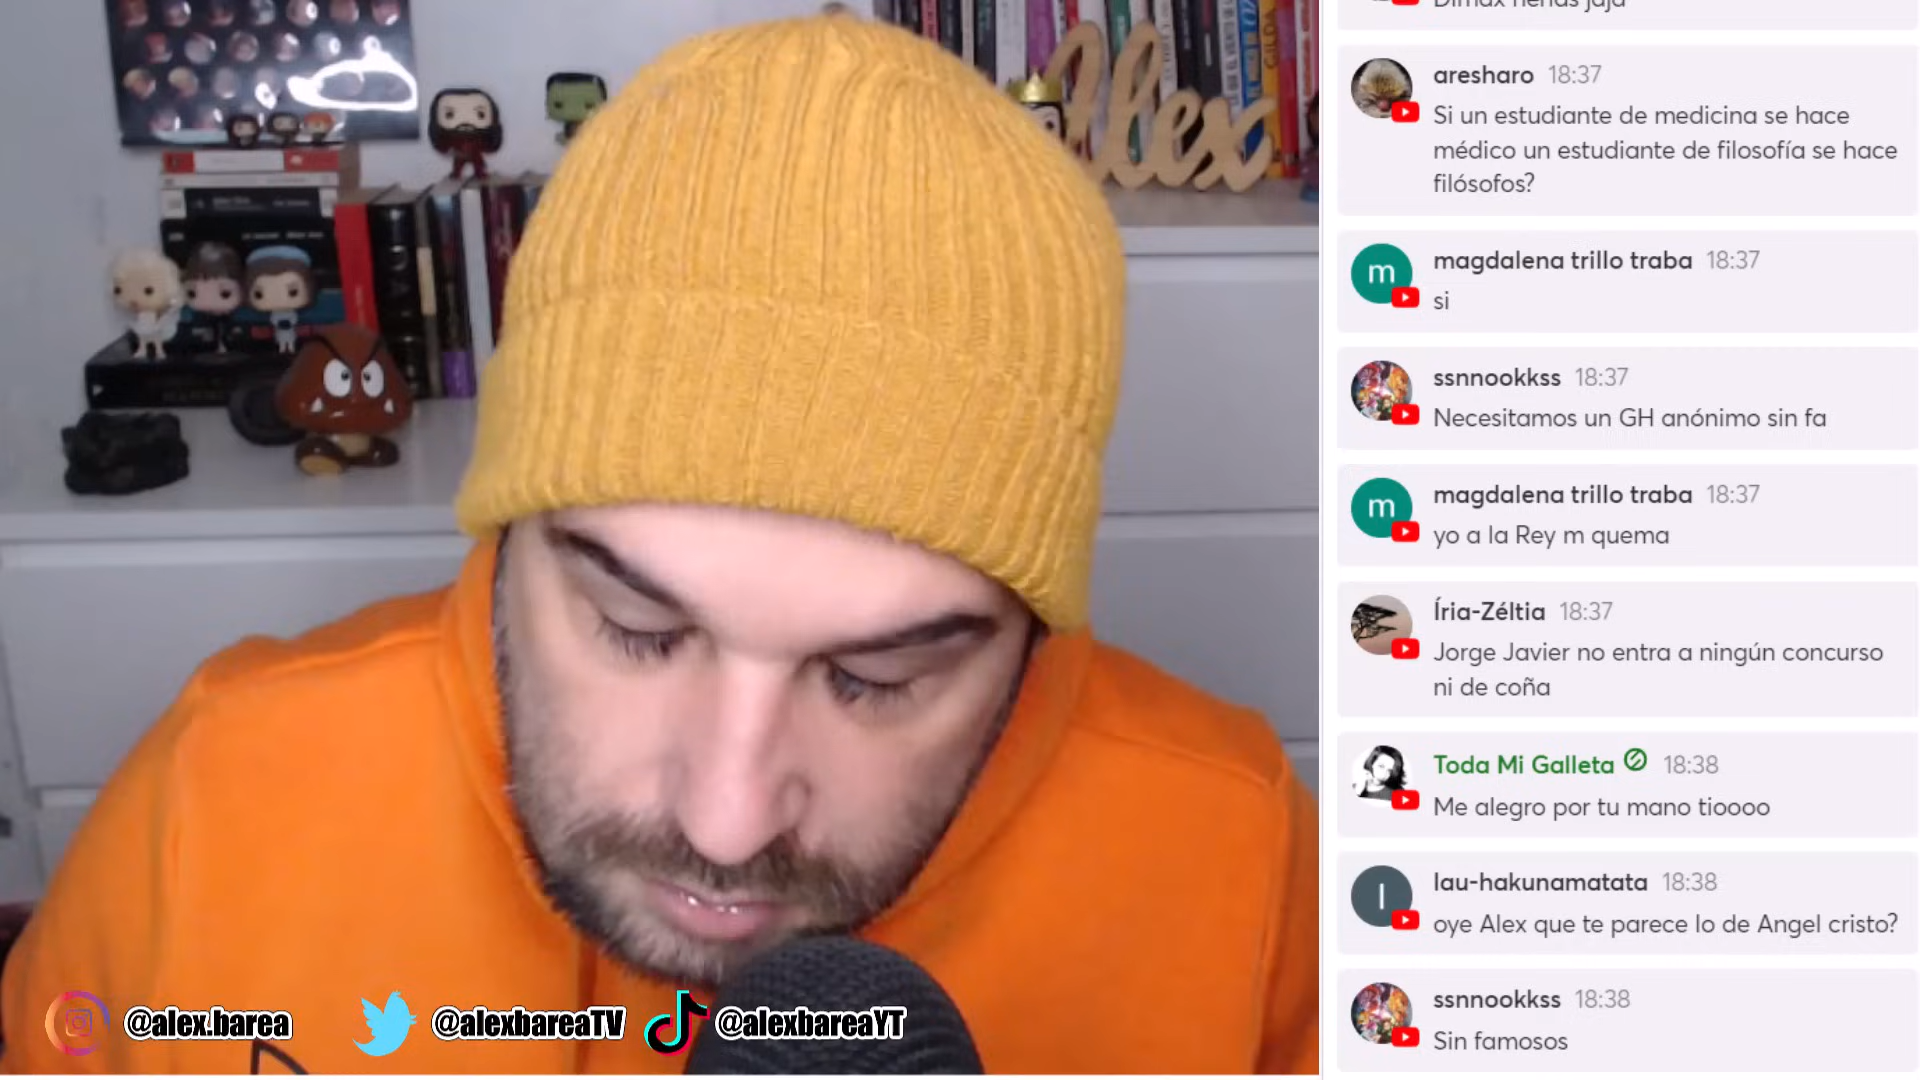 GILDA
Alex
@alex.barea
@alexbareaTV
@alexbareaYT
aresharo 18:37
Si un estudiante de medicina se hace
médico un estudiante de filosofía se hace
filósofos?
m
magdalena trillo traba 18:37
si
ssnnookkss 18:37
Necesitamos un GH anónimo sin fa
m
magdalena trillo traba 18:37
yo a la Rey m quema
Íria-Zéltia 18:37
Jorge Javier no entra a ningún concurso
ni de coña
Toda Mi Galleta 18:38
Me alegro por tu mano tioooo
l
lau-hakunamatata 18:38
oye Alex que te parece lo de Angel cristo?
ssnnookkss 18:38
Sin famosos